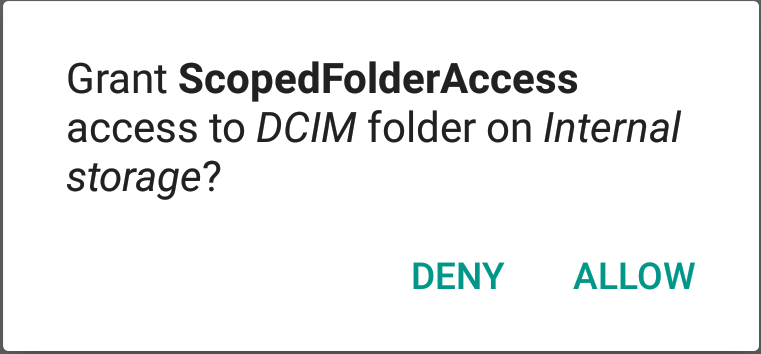 Grant ScopedFolderAccess
access to DCIM folder on Internal
storage?
DENY ALLOW